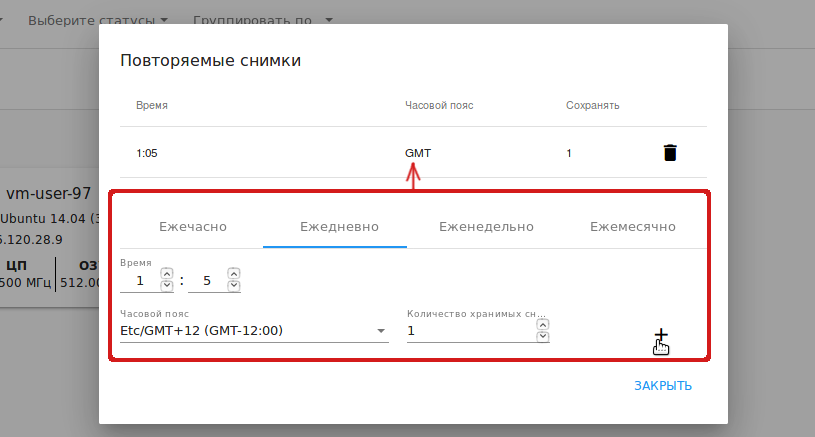 Выберите статусы Группировать по
Повторяемые снимки
Время Часовой пояс Сохранять
1:05 GMT 1
vm-user-97
Ubuntu 14.04 (
.120.28.9
ЦП ОЗ
500 МГц 512.00
Ежечасно Ежедневно Еженедельно Ежемесячно
Время
1 : 5
Часовой пояс Количество хранимых сн...
Etc/GMT+12 (GMT-12:00) 1
ЗАКРЫТЬ